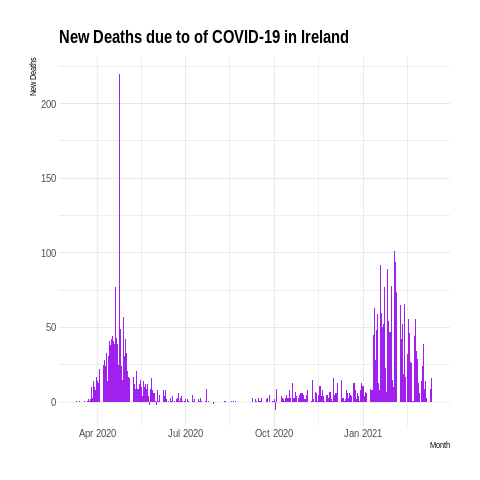 New Deaths due to of COVID-19 in Ireland
New Deaths
200
150
100
50
0
Apr 2020 Jul 2020 Oct 2020 Jan 2021
Month